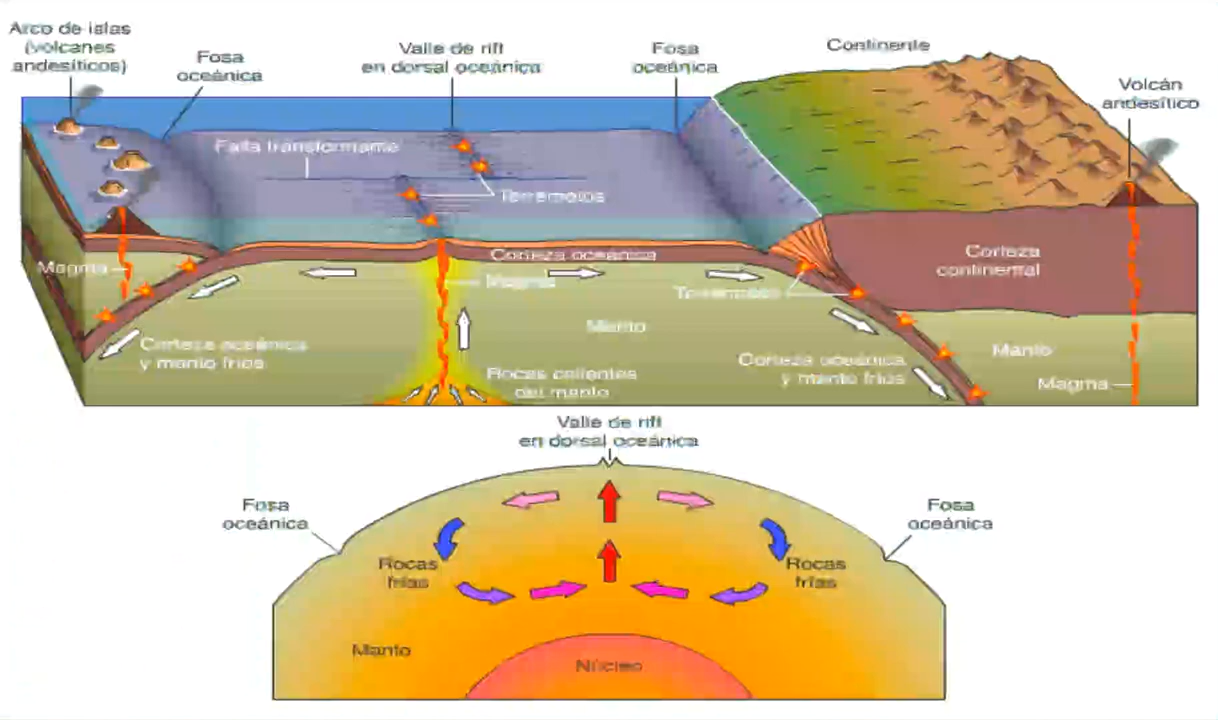 Arco de islas
(volcanes
andesíticos)
Fosa
oceánica
Valle de rift
en dorsal oceánica
Fosa
oceánica
Continente
Volcán
andesítico
Falla transformante
Terremotos
Corteza oceánica
Magma
Magma
Corteza
continental
Terremotos
Manto
Corteza oceánica
y manto fríos
Rocas calientes
del manto
Corteza oceánica
y manto fríos
Manto
Magma
Valle de rift
en dorsal oceánica
Fosa
oceánica
Fosa
oceánica
Rocas
frías
Rocas
frías
Manto
Núcleo